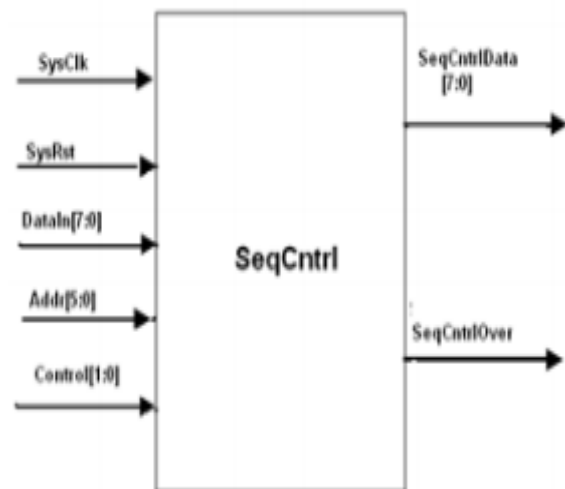 SysClk
SysRst
DataIn[7:0]
Addr[5:0]
Control[1:0]
SeqCntrl
SeqCntrlData
[7:0]
SeqCntrlOver